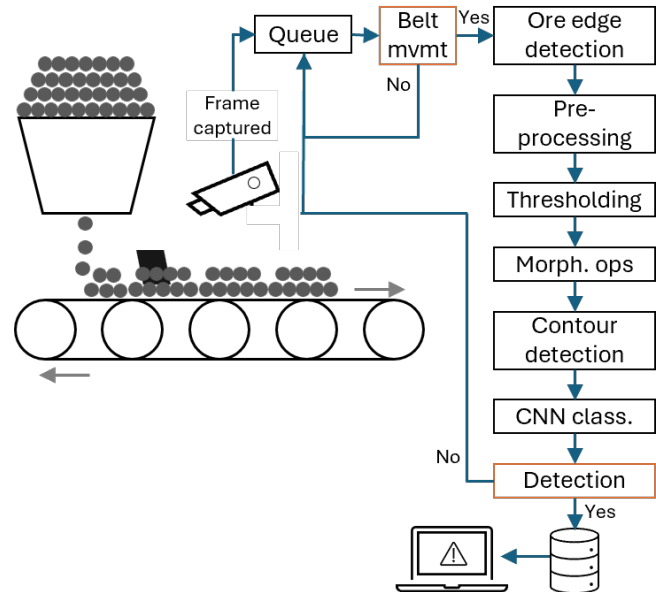 Queue
Belt
mvmt
Yes
Ore edge
detection
No
Frame
captured
Pre-
processing
Thresholding
Morph. ops
Contour
detection
CNN class.
No
Detection
Yes